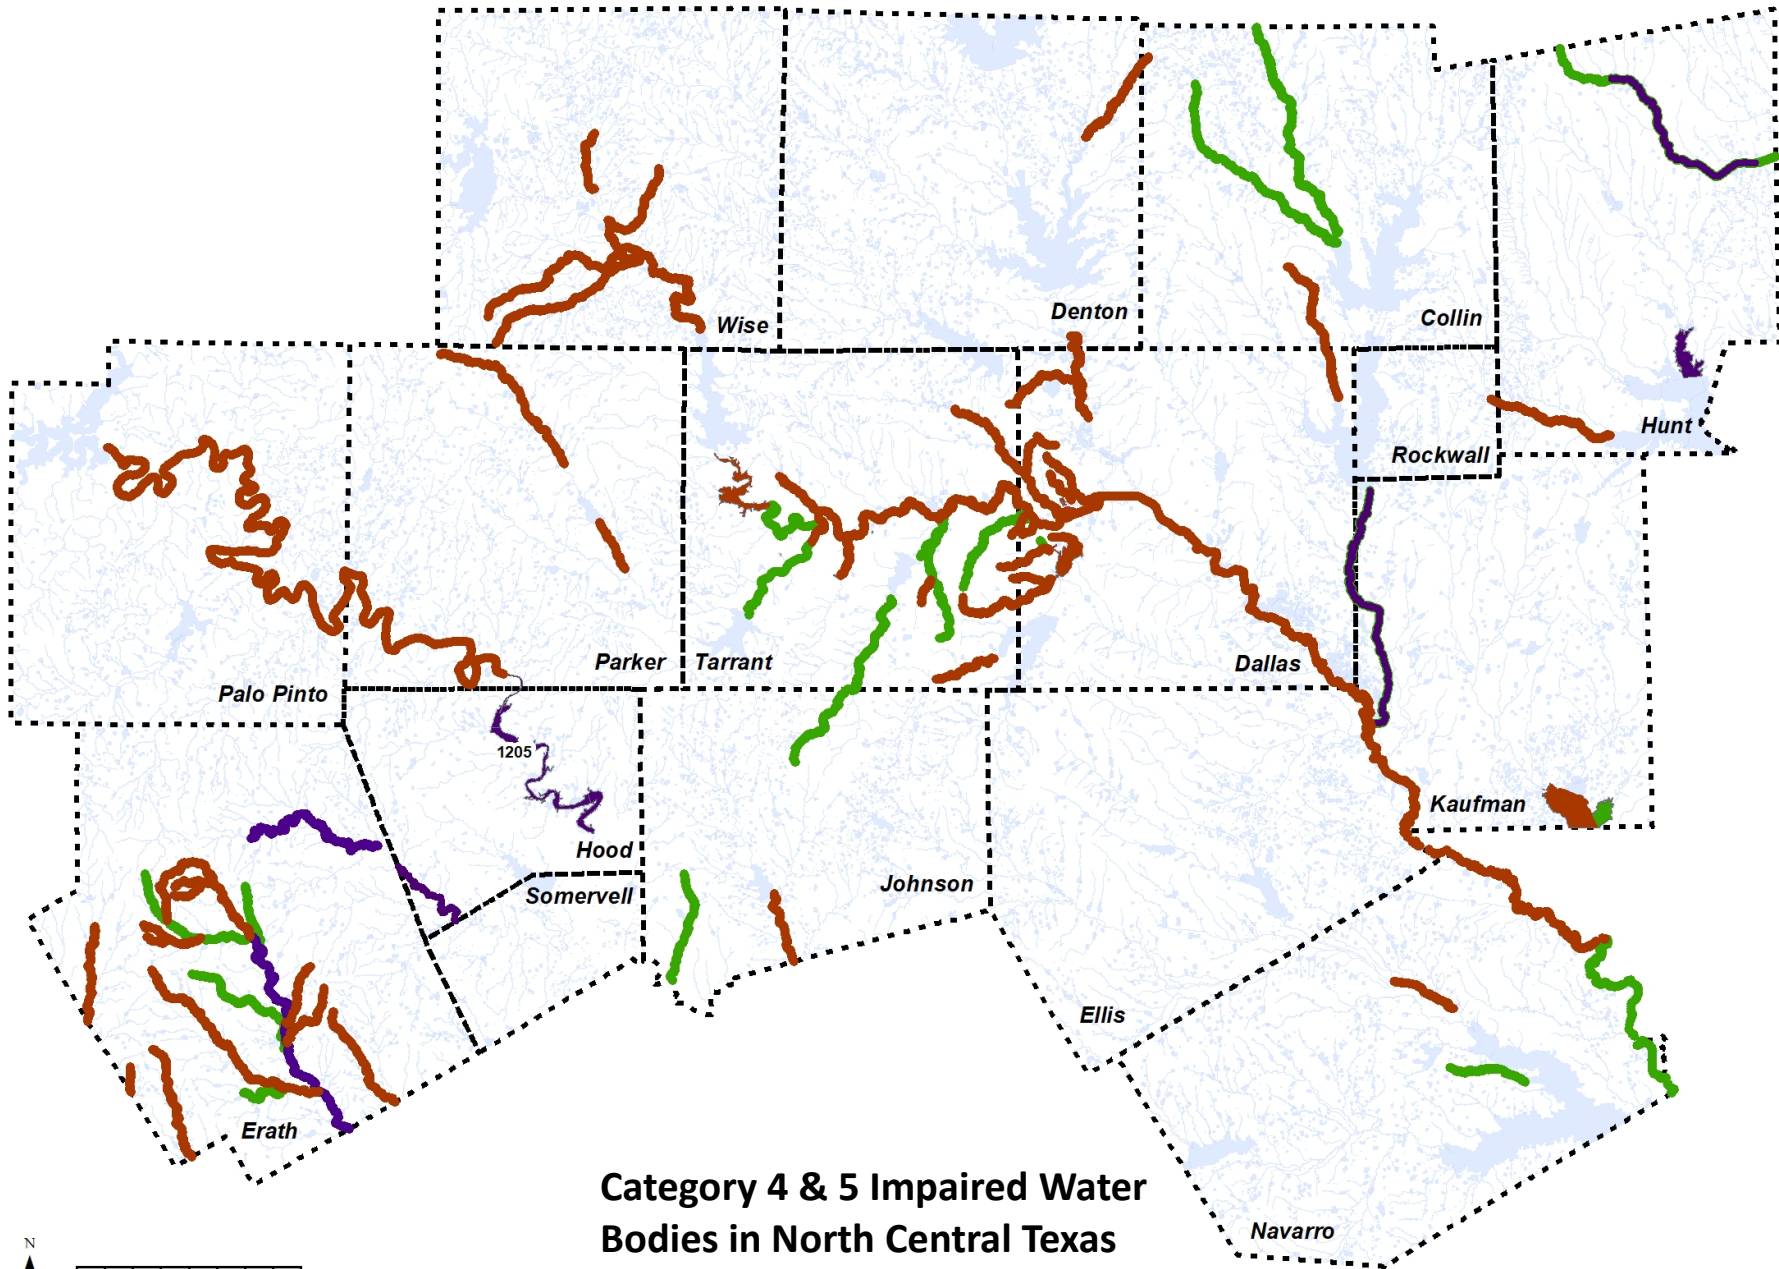 Wise
Denton
Collin
Hunt
Rockwall
Parker
Tarrant
Dallas
Palo Pinto
1205
Kaufman
Hood
Johnson
Somervell
Ellis
Erath
Navarro
Category 4 & 5 Impaired Water
Bodies in North Central Texas
N